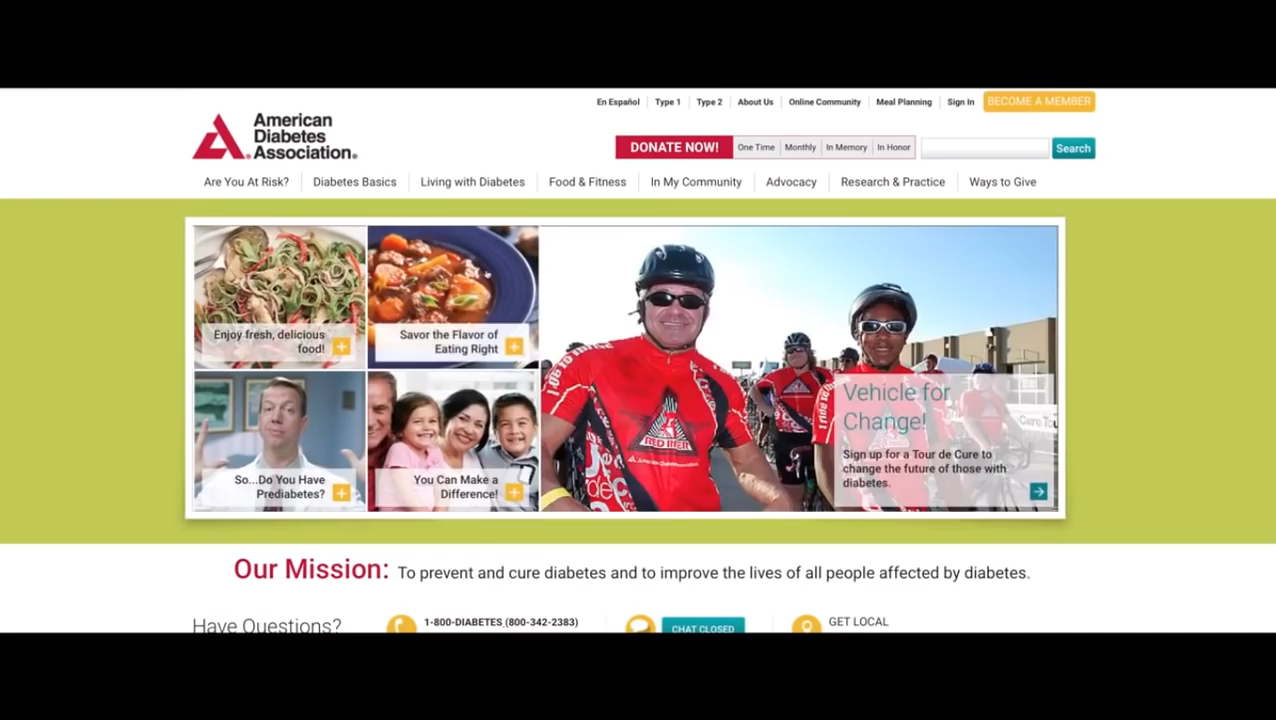 En Español Type 1 Type 2 About Us Online Community Meal Planning Sign In BECOME A MEMBER
American
Diabetes
Association®
DONATE NOW! One Time Monthly In Memory In Honor Search
Are You At Risk? Diabetes Basics Living with Diabetes Food & Fitness In My Community Advocacy Research & Practice Ways to Give
Enjoy fresh, delicious
food!
Savor the Flavor of
Eating Right
So...Do You Have
Prediabetes?
You Can Make a
Difference!
RED RIDER
Vehicle for
Change!
Sign up for a Tour de Cure to
change the future of those with
diabetes.
Our Mission: To prevent and cure diabetes and to improve the lives of all people affected by diabetes.
Have Questions? 1-800-DIABETES (800-342-2383) CHAT CLOSED GET LOCAL